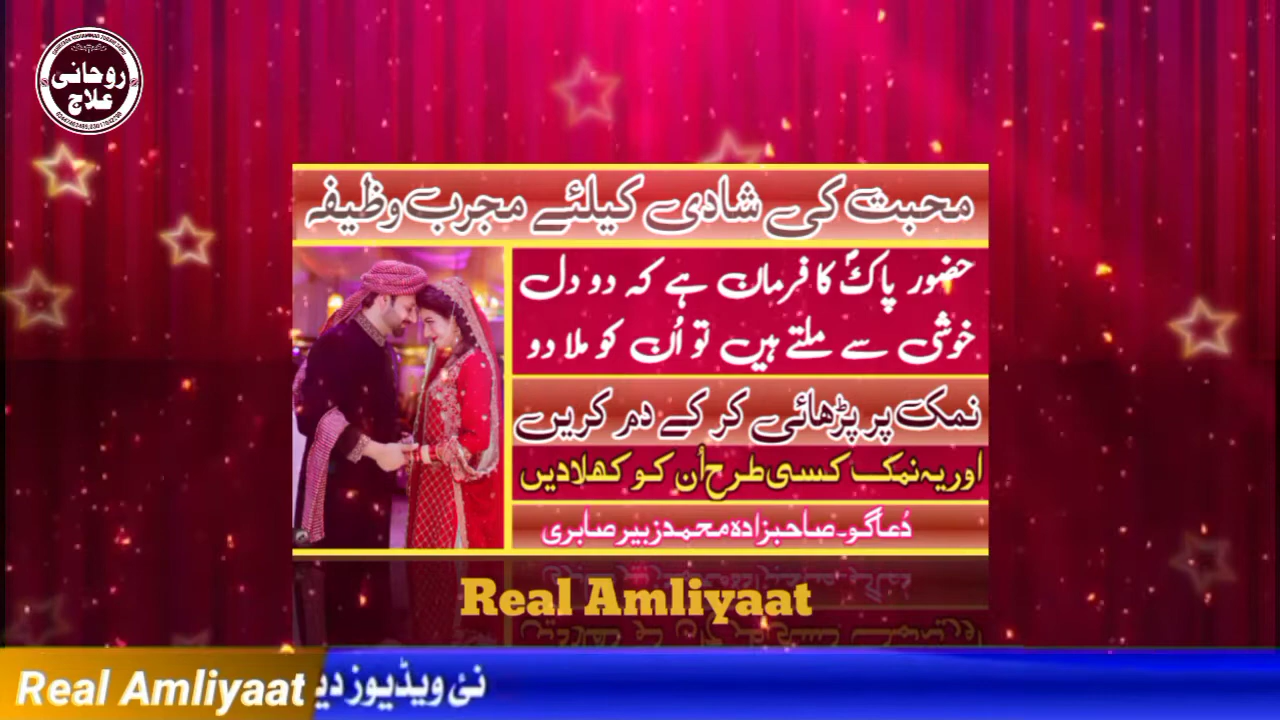 روحانی
علاج
محبت کی شادی کیلئے مجرب وظیفہ
حضور پاکؐ کا فرمان ہے کہ دو دل
خوشی سے ملتے ہیں تو اُن کو ملا دو
نمک پر پڑھائی کر کے دم کریں
اور یہ نمک کسی طرح اُن کو کھلا دیں
دُعاگو۔صاحبزادہ محمد زبیر صابری
Real Amliyaat
Real Amliyaat
نئی ویڈیوز دی